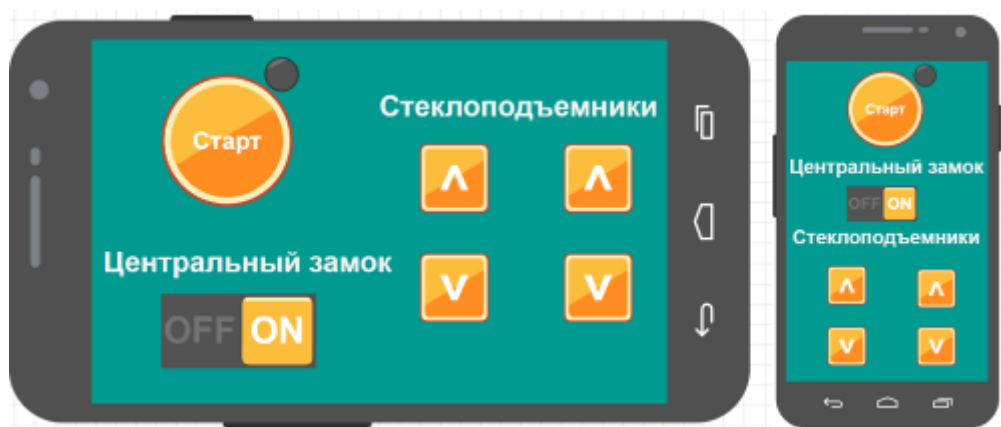 Старт
Стеклоподъемники
ʌ ʌ
Центральный замок
v v
OFF ON
Старт
Центральный замок
OFF ON
Стеклоподъемники
ʌ ʌ
v v